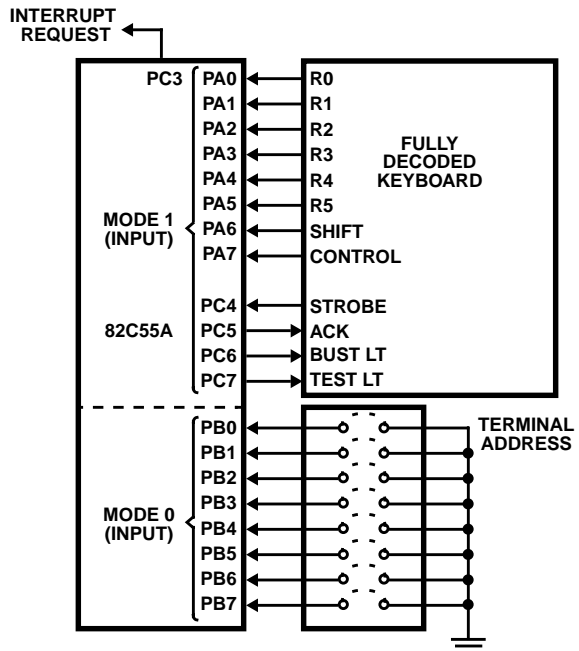 INTERRUPT
REQUEST
PC3 PA0 R0
PA1 R1
PA2 R2
PA3 R3
PA4 R4
PA5 R5
PA6 SHIFT
PA7 CONTROL
FULLY
DECODED
KEYBOARD
MODE 1
(INPUT)
PC4 STROBE
82C55A PC5 ACK
PC6 BUST LT
PC7 TEST LT
PB0
PB1
PB2
PB3
PB4
PB5
PB6
PB7
MODE 0
(INPUT)
TERMINAL
ADDRESS